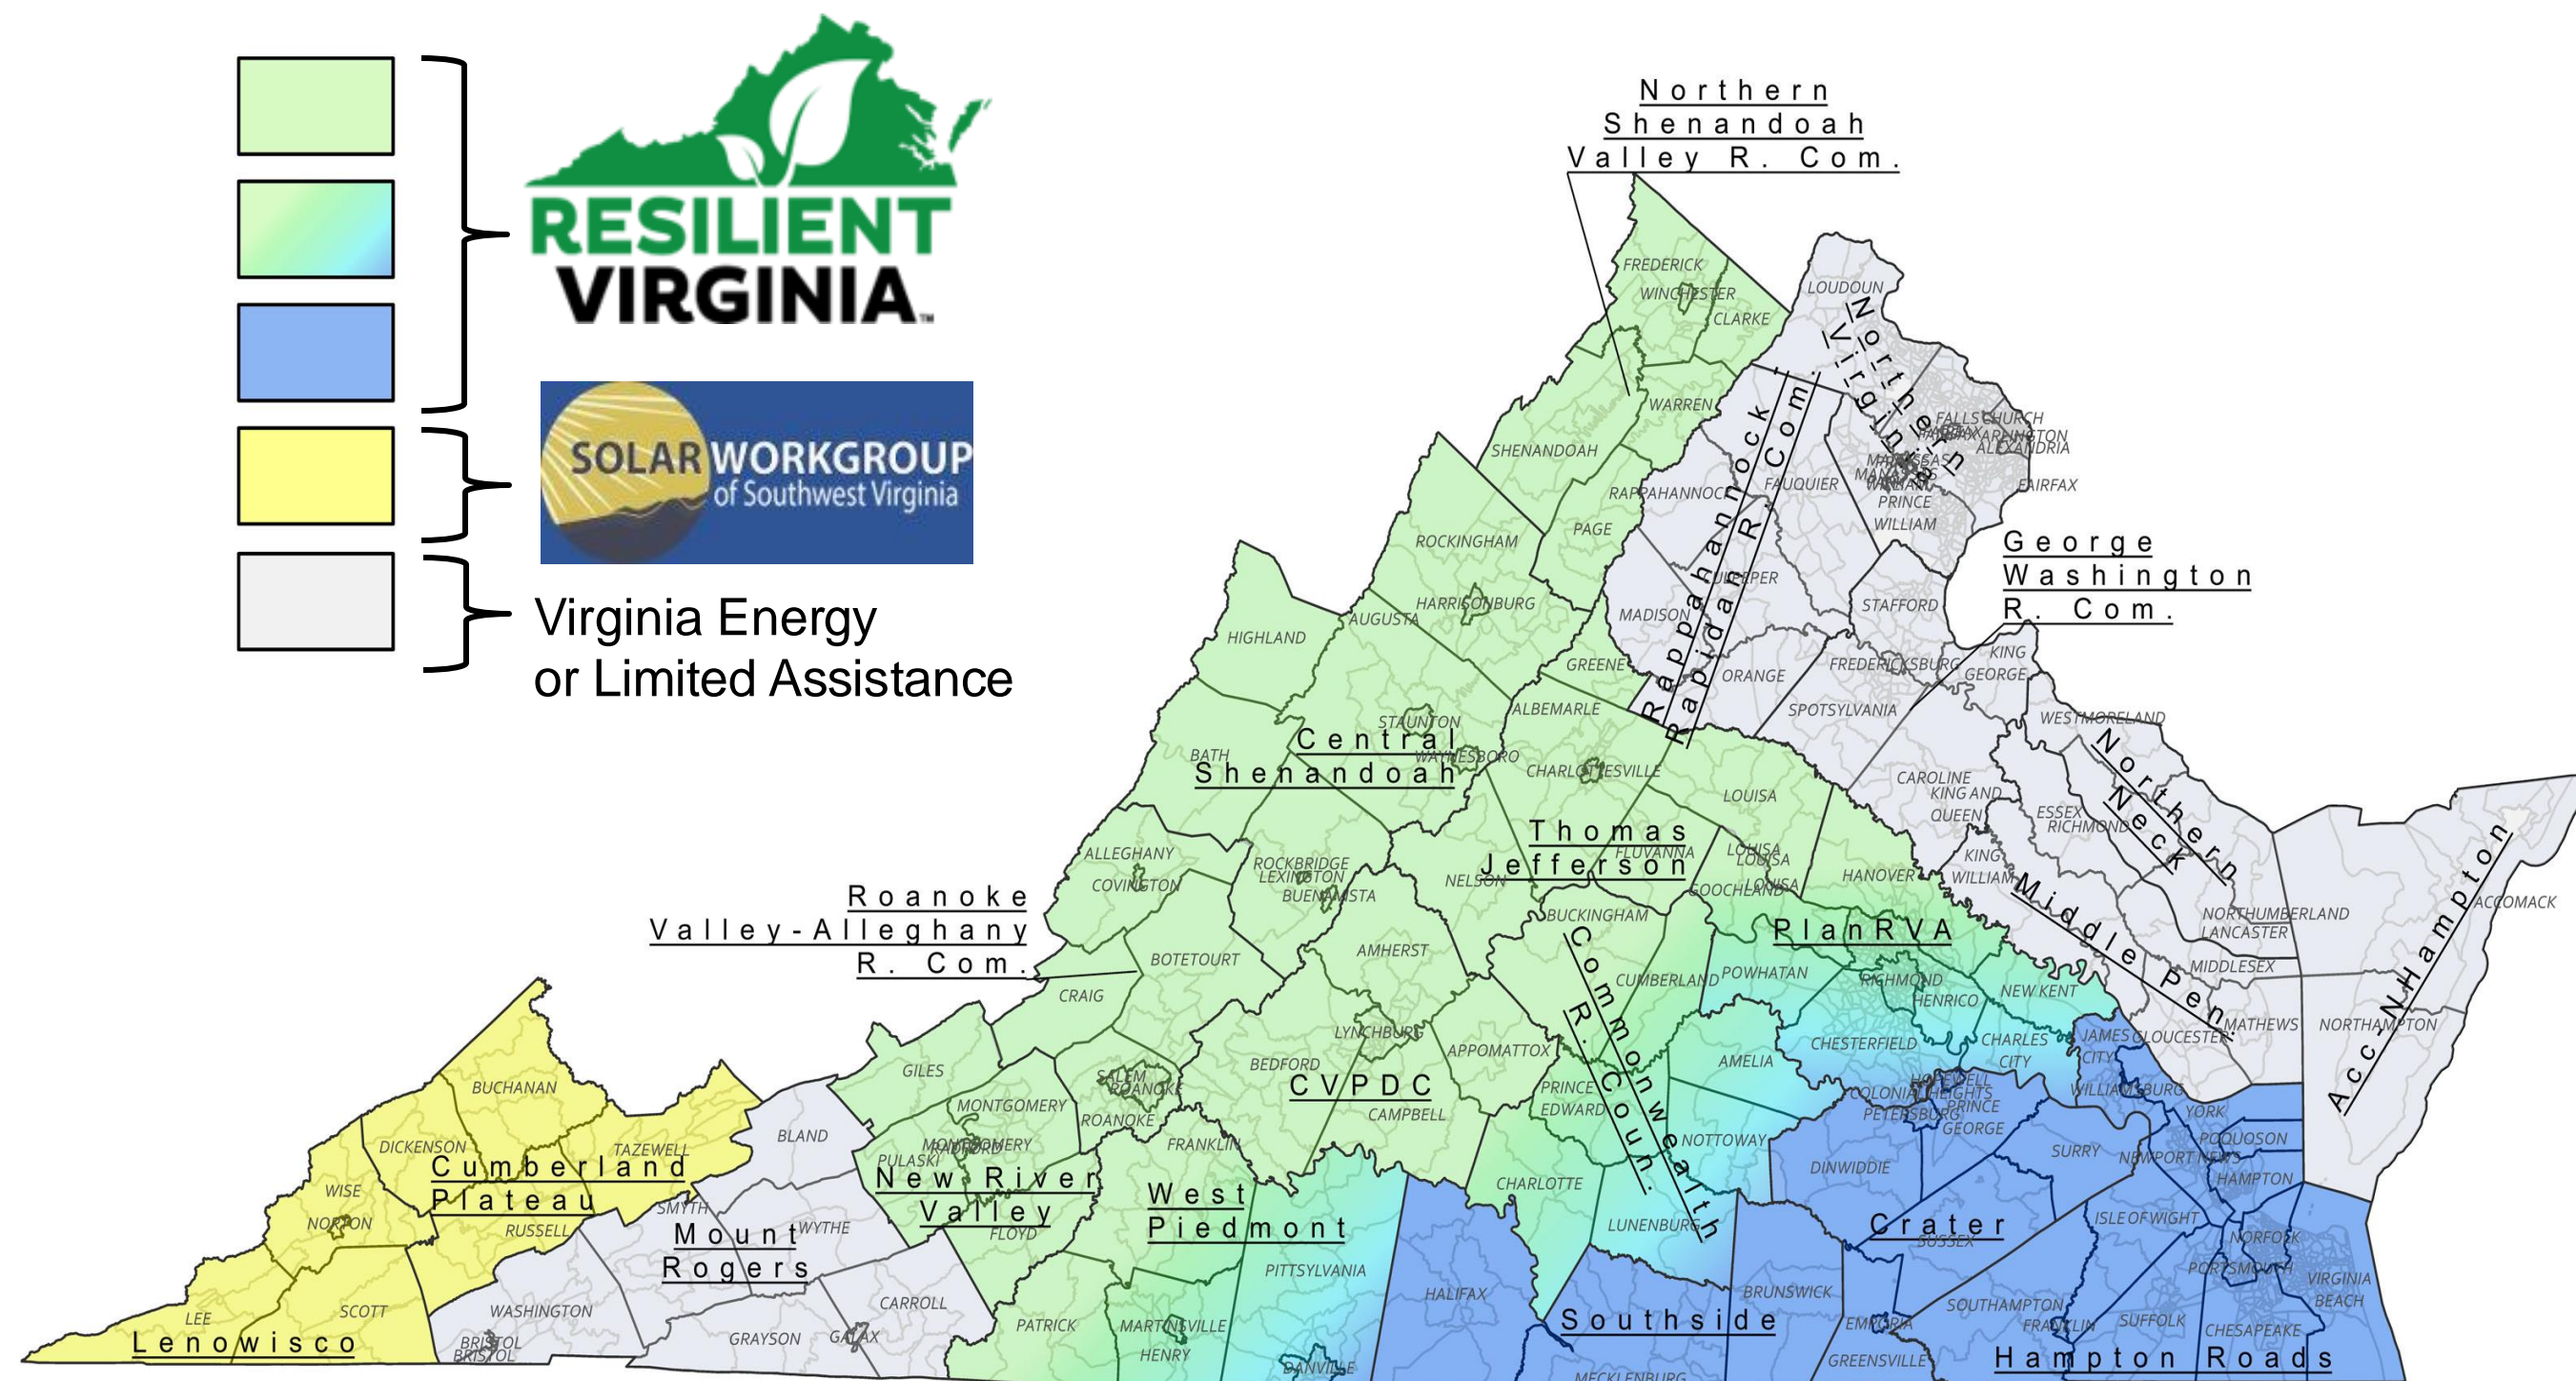 RESILIENT
VIRGINIA™
SOLAR WORKGROUP
of Southwest Virginia
Virginia Energy
or Limited Assistance
Northern
Shenandoah
Valley R. Com.
FREDERICK
WINCHESTER
CLARKE
WARREN
SHENANDOAH
PAGE
ROCKINGHAM
HARRISONBURG
AUGUSTA
HIGHLAND
BATH
STAUNTON
WAYNESBORO
Central
Shenandoah
LOUDOUN
Northern
Virginia
FALLS CHURCH
ARLINGTON
ALEXANDRIA
FAIRFAX
PRINCE
WILLIAM
Rappahannock
Rapidan R. Com.
RAPPAHANNOCK
FAUQUIER
CULPEPER
MADISON
ORANGE
George
Washington
R. Com.
STAFFORD
FREDERICKSBURG
KING
GEORGE
SPOTSYLVANIA
CAROLINE
GREENE
ALBEMARLE
CHARLOTTESVILLE
LOUISA
FLUVANNA
NELSON
Thomas
Jefferson
LOUISA
LOUISA
LOUISA
WESTMORELAND
Northern
Neck
RICHMOND
NORTHUMBERLAND
LANCASTER
KING AND
QUEEN
ESSEX
KING
WILLIAM
Middle Pen.
MIDDLESEX
MATHEWS
GLOUCESTER
Acc.-NHampton
ACCOMACK
NORTHAMPTON
Roanoke
Valley-Alleghany
R. Com.
ALLEGHANY
COVINGTON
ROCKBRIDGE
LEXINGTON
BUENA VISTA
BOTETOURT
CRAIG
SALEM
ROANOKE
ROANOKE
AMHERST
LYNCHBURG
BEDFORD
APPOMATTOX
CAMPBELL
CVPDC
BUCKINGHAM
CUMBERLAND
PRINCE
EDWARD
AMELIA
NOTTOWAY
CHARLOTTE
LUNENBURG
Commonwealth
R. Coun.
GOOCHLAND
HANOVER
PlanRVA
POWHATAN
RICHMOND
HENRICO
NEW KENT
CHESTERFIELD
CHARLES
CITY
BUCHANAN
DICKENSON
TAZEWELL
RUSSELL
Cumberland
Plateau
WISE
NORTON
LEE
SCOTT
Lenowisco
BLAND
SMYTH
WYTHE
Mount
Rogers
WASHINGTON
BRISTOL
BRISTOL
GRAYSON
GALAX
CARROLL
GILES
MONTGOMERY
MONTGOMERY
RADFORD
PULASKI
New River
Valley
FLOYD
FRANKLIN
West
Piedmont
PATRICK
MARTINSVILLE
HENRY
PITTSYLVANIA
DANVILLE
HALIFAX
Southside
BRUNSWICK
MECKLENBURG
HOPEWELL
COLONIAL HEIGHTS
PETERSBURG
PRINCE
GEORGE
DINWIDDIE
SURRY
Crater
SUSSEX
EMPORIA
GREENSVILLE
JAMES
CITY
WILLIAMSBURG
YORK
POQUOSON
NEWPORT NEWS
HAMPTON
ISLE OF WIGHT
NORFOLK
PORTSMOUTH
VIRGINIA
BEACH
SOUTHAMPTON
FRANKLIN
SUFFOLK
CHESAPEAKE
Hampton Roads